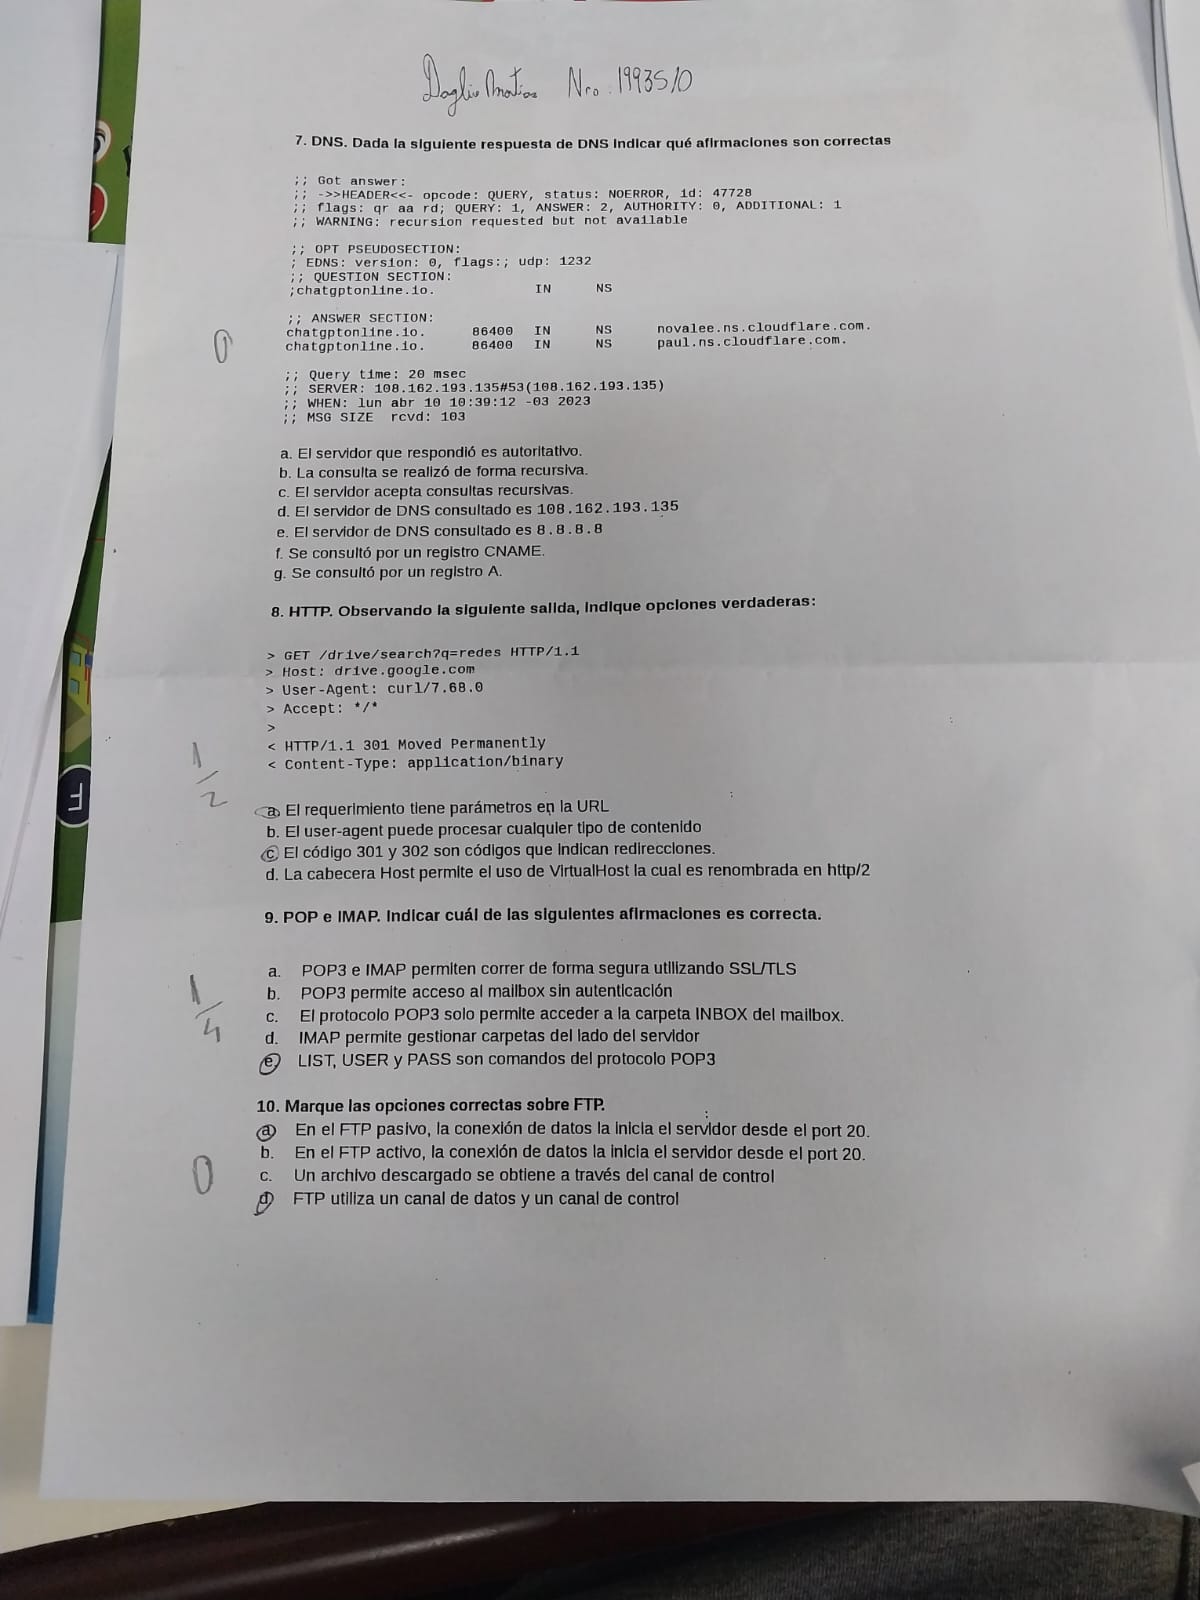 Daglio Matias Nro: 19935/0
7. DNS. Dada la siguiente respuesta de DNS indicar qué afirmaciones son correctas
;; Got answer:
;; ->>HEADER<<- opcode: QUERY, status: NOERROR, id: 47728
;; flags: qr aa rd; QUERY: 1, ANSWER: 2, AUTHORITY: 0, ADDITIONAL: 1
;; WARNING: recursion requested but not available
;; OPT PSEUDOSECTION:
; EDNS: version: 0, flags:; udp: 1232
;; QUESTION SECTION:
;chatgptonline.io. IN NS
;; ANSWER SECTION:
chatgptonline.io. 86400 IN NS novalee.ns.cloudflare.com.
chatgptonline.io. 86400 IN NS paul.ns.cloudflare.com.
0
;; Query time: 20 msec
;; SERVER: 108.162.193.135#53(108.162.193.135)
;; WHEN: lun abr 10 10:39:12 -03 2023
;; MSG SIZE rcvd: 103
a. El servidor que respondió es autoritativo.
b. La consulta se realizó de forma recursiva.
c. El servidor acepta consultas recursivas.
d. El servidor de DNS consultado es 108.162.193.135
e. El servidor de DNS consultado es 8.8.8.8
f. Se consultó por un registro CNAME.
g. Se consultó por un registro A.
8. HTTP. Observando la siguiente salida, indique opciones verdaderas:
> GET /drive/search?q=redes HTTP/1.1
> Host: drive.google.com
> User-Agent: curl/7.68.0
> Accept: */*
>
< HTTP/1.1 301 Moved Permanently
< Content-Type: application/binary
1/2
a. El requerimiento tiene parámetros en la URL
b. El user-agent puede procesar cualquier tipo de contenido
c. El código 301 y 302 son códigos que indican redirecciones.
d. La cabecera Host permite el uso de VirtualHost la cual es renombrada en http/2
9. POP e IMAP. Indicar cuál de las siguientes afirmaciones es correcta.
a. POP3 e IMAP permiten correr de forma segura utilizando SSL/TLS
b. POP3 permite acceso al mailbox sin autenticación
1/4
c. El protocolo POP3 solo permite acceder a la carpeta INBOX del mailbox.
d. IMAP permite gestionar carpetas del lado del servidor
e. LIST, USER y PASS son comandos del protocolo POP3
10. Marque las opciones correctas sobre FTP.
a. En el FTP pasivo, la conexión de datos la inicia el servidor desde el port 20.
b. En el FTP activo, la conexión de datos la inicia el servidor desde el port 20.
0
c. Un archivo descargado se obtiene a través del canal de control
d. FTP utiliza un canal de datos y un canal de control
F